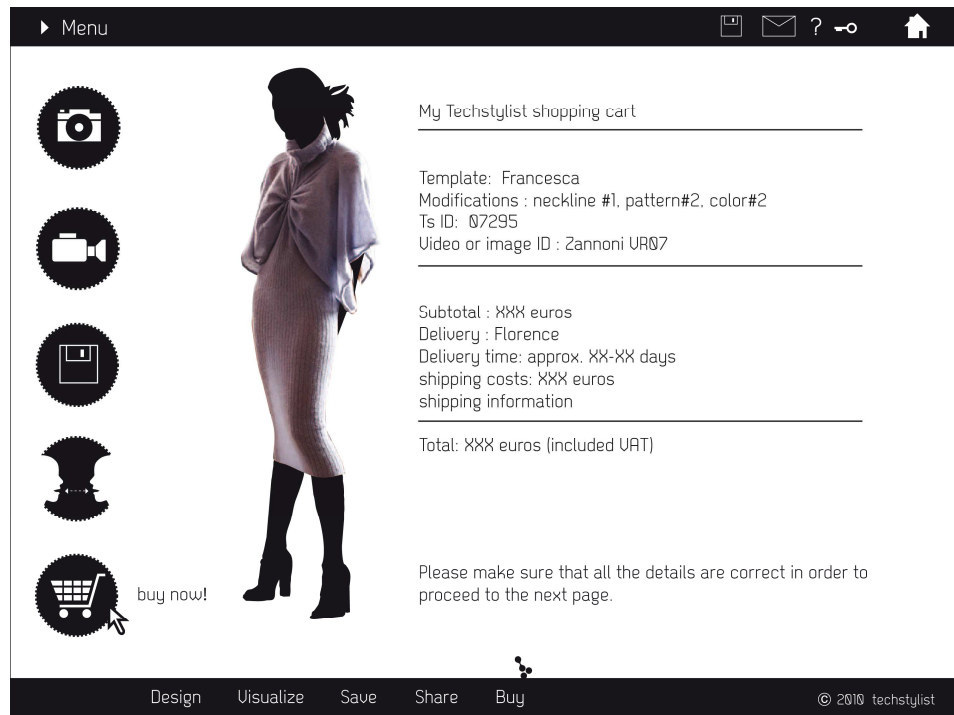 Menu
?
My Techstylist shopping cart
Template: Francesca
Modifications : neckline #1, pattern#2, color#2
Ts ID: 07295
Video or image ID : Zannoni VR07
Subtotal : XXX euros
Delivery : Florence
Delivery time: approx. XX-XX days
shipping costs: XXX euros
shipping information
Total: XXX euros (included VAT)
buy now!
Please make sure that all the details are correct in order to
proceed to the next page.
Design Visualize Save Share Buy
© 2010 techstylist